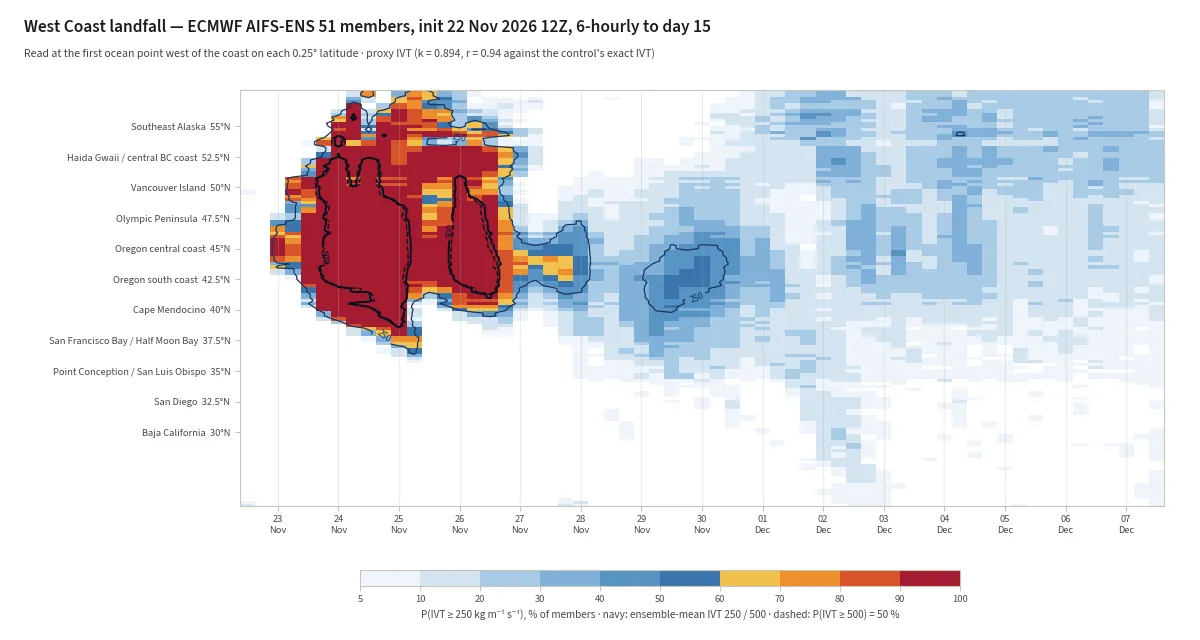 West Coast landfall — ECMWF AIFS-ENS 51 members, init 22 Nov 2026 12Z, 6-hourly to day 15
Read at the first ocean point west of the coast on each 0.25° latitude · proxy IVT (k = 0.894, r = 0.94 against the control's exact IVT)
Southeast Alaska 55°N
Haida Gwaii / central BC coast 52.5°N
Vancouver Island 50°N
Olympic Peninsula 47.5°N
Oregon central coast 45°N
Oregon south coast 42.5°N
Cape Mendocino 40°N
San Francisco Bay / Half Moon Bay 37.5°N
Point Conception / San Luis Obispo 35°N
San Diego 32.5°N
Baja California 30°N
250
23 24 25 26 27 28 29 30 01 02 03 04 05 06 07
Nov Nov Nov Nov Nov Nov Nov Nov Dec Dec Dec Dec Dec Dec Dec
5 10 20 30 40 50 60 70 80 90 100
P(IVT ≥ 250 kg m⁻¹ s⁻¹), % of members · navy: ensemble-mean IVT 250 / 500 · dashed: P(IVT ≥ 500) = 50 %